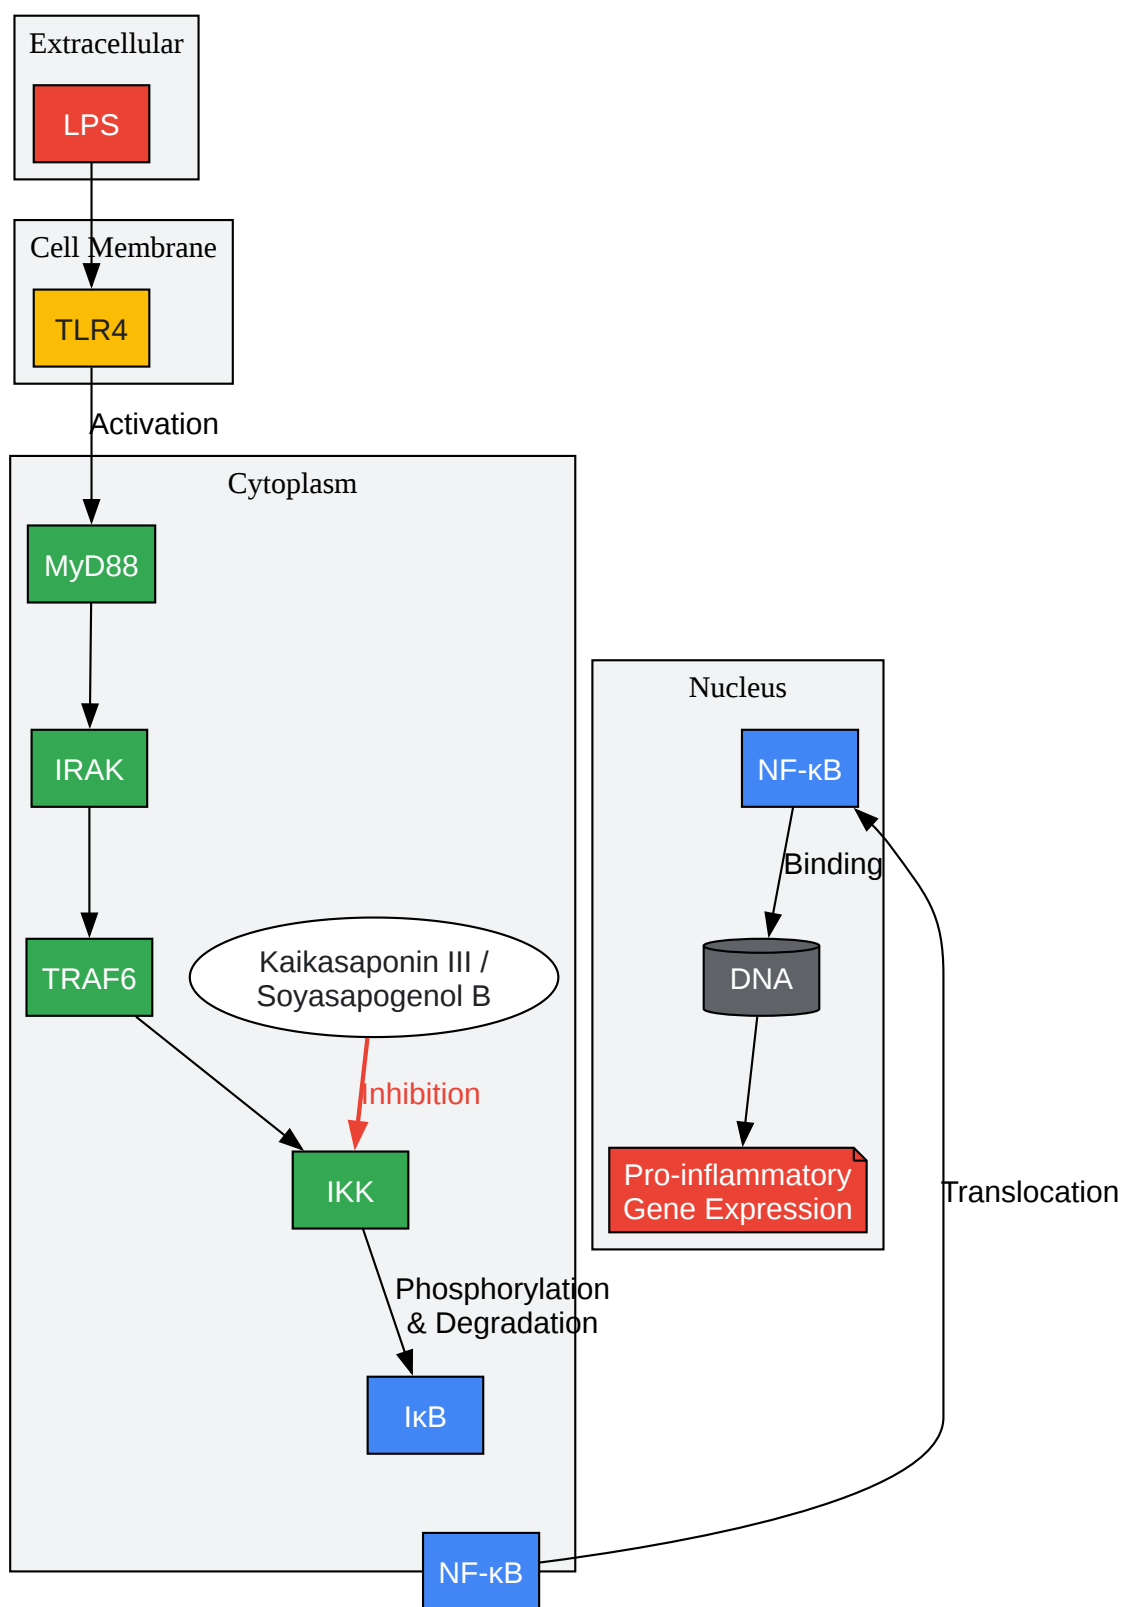 Extracellular
LPS
Cell Membrane
TLR4
Activation
Cytoplasm
MyD88
IRAK
TRAF6
Kaikasaponin III /
Soyasapogenol B
Inhibition
IKK
Phosphorylation
& Degradation
IκB
NF-κB
Translocation
Nucleus
NF-κB
Binding
DNA
Pro-inflammatory
Gene Expression